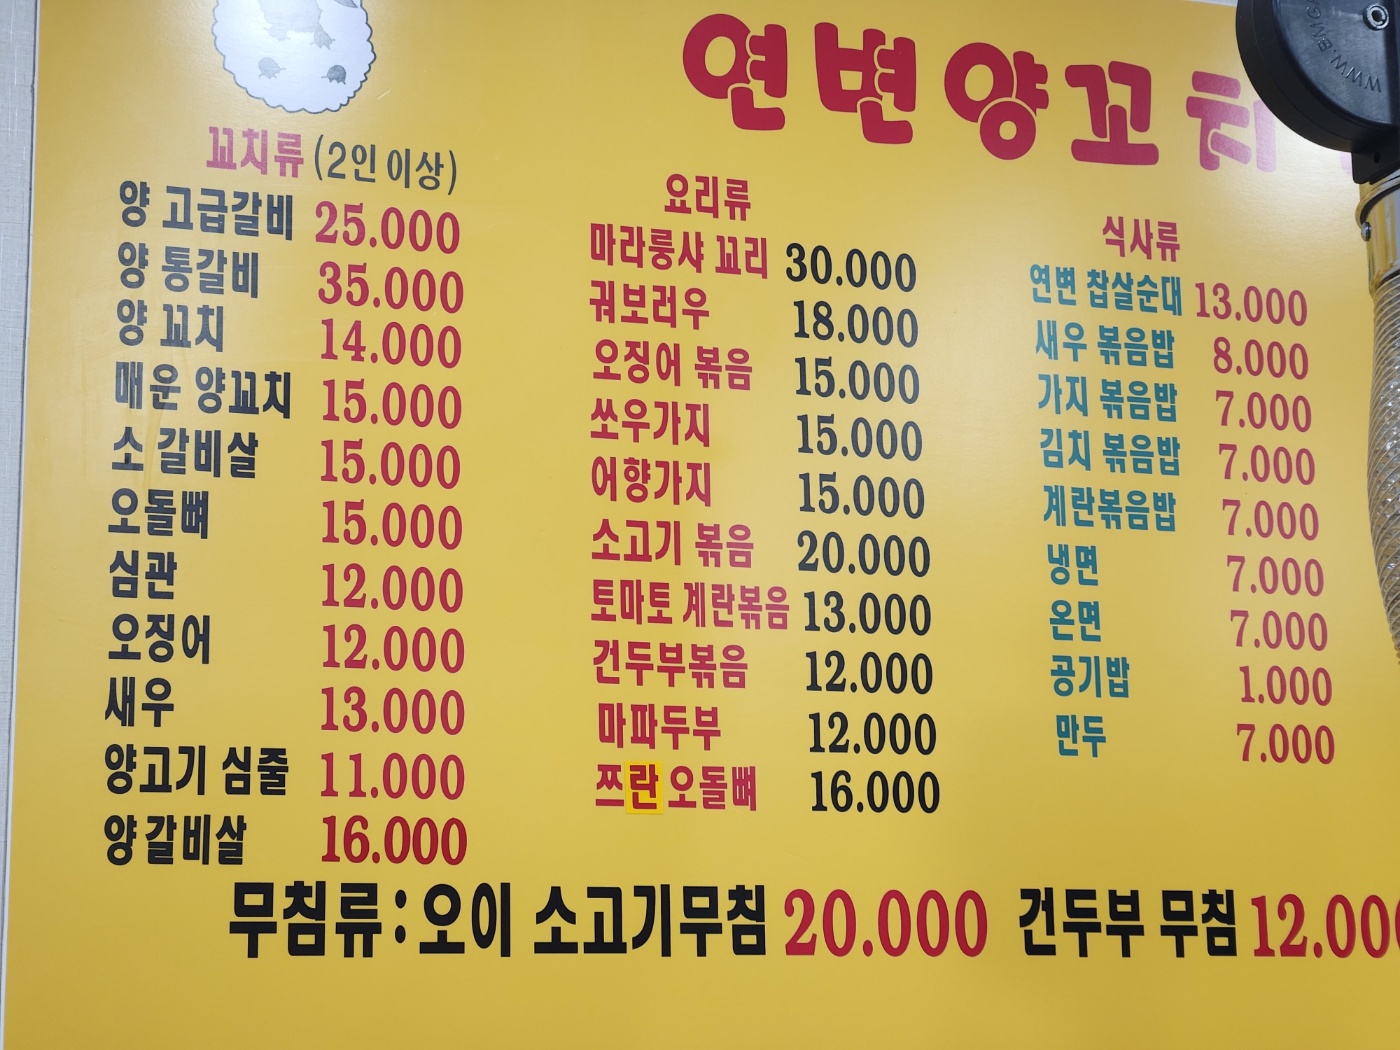 연변양꼬치
WWW.
꼬치류(2인 이상)
양 고급갈비 25.000
양 통갈비 35.000
양 꼬치 14.000
매운 양꼬치 15.000
소 갈비살 15.000
오돌뼈 15.000
심관 12.000
오징어 12.000
새우 13.000
양고기 심줄 11.000
양갈비살 16.000
요리류
마라룽샤 꼬리 30.000
궈보러우 18.000
오징어 볶음 15.000
쏘우가지 15.000
어향가지 15.000
소고기 볶음 20.000
토마토 계란볶음 13.000
건두부볶음 12.000
마파두부 12.000
쯔란 오돌뼈 16.000
식사류
연변 찹살순대 13.000
새우 볶음밥 8.000
가지 볶음밥 7.000
김치 볶음밥 7.000
계란볶음밥 7.000
냉면 7.000
온면 7.000
공기밥 1.000
만두 7.000
무침류:오이 소고기무침 20.000 건두부 무침 12.000